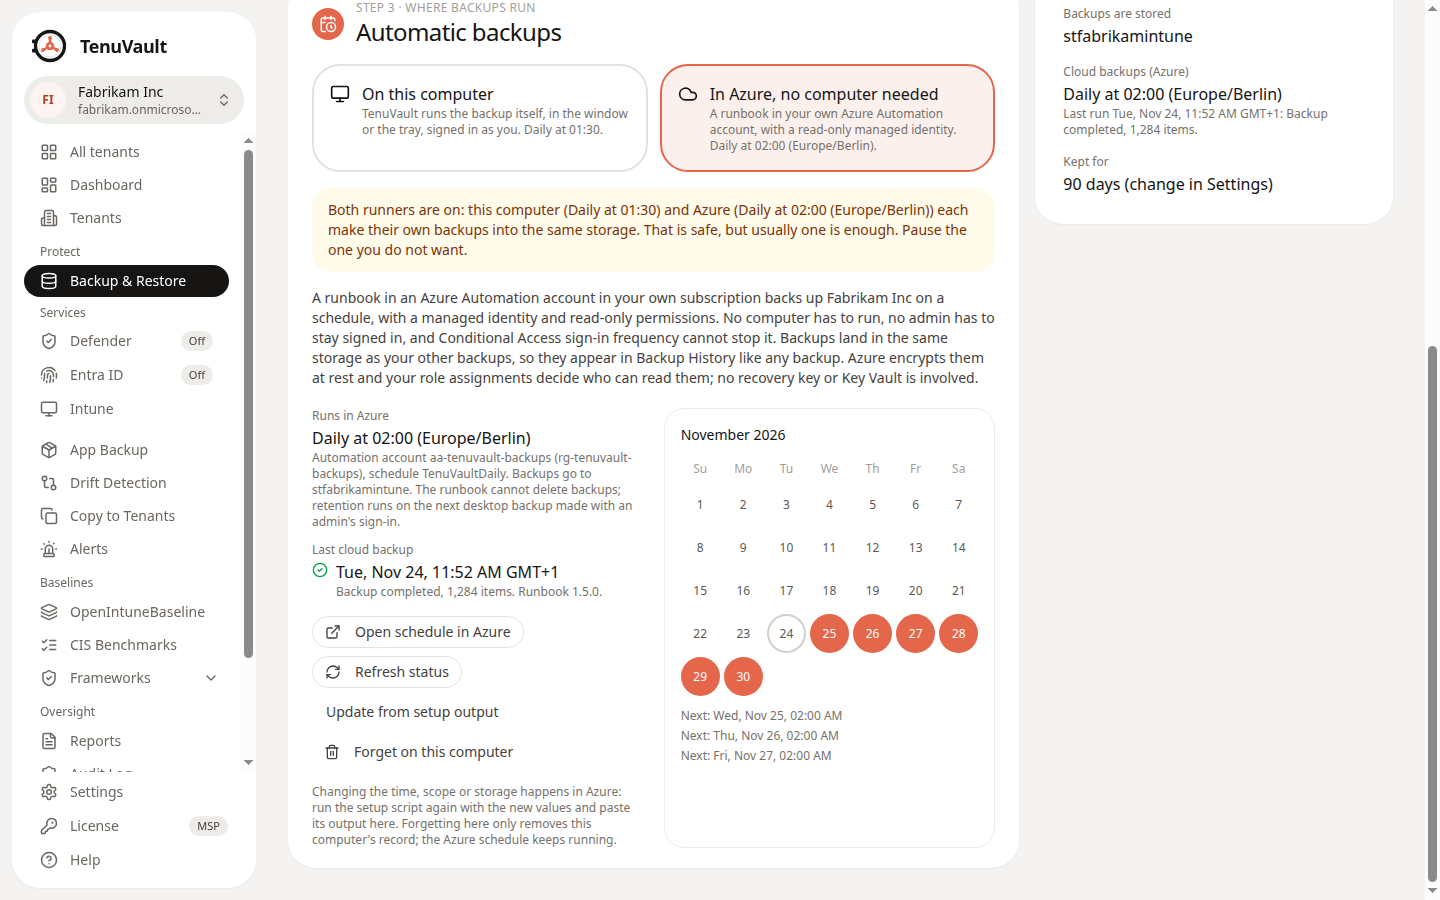 TenuVault
FI
Fabrikam Inc
fabrikam.onmicroso...
All tenants
Dashboard
Tenants
Protect
Backup & Restore
Services
Defender
Off
Entra ID
Off
Intune
App Backup
Drift Detection
Copy to Tenants
Alerts
Baselines
OpenIntuneBaseline
CIS Benchmarks
Frameworks
Oversight
Reports
Audit Log
Settings
License
MSP
Help
STEP 3 · WHERE BACKUPS RUN
Automatic backups
On this computer
TenuVault runs the backup itself, in the window
or the tray, signed in as you. Daily at 01:30.
In Azure, no computer needed
A runbook in your own Azure Automation
account, with a read-only managed identity.
Daily at 02:00 (Europe/Berlin).
Both runners are on: this computer (Daily at 01:30) and Azure (Daily at 02:00 (Europe/Berlin)) each
make their own backups into the same storage. That is safe, but usually one is enough. Pause the
one you do not want.
A runbook in an Azure Automation account in your own subscription backs up Fabrikam Inc on a
schedule, with a managed identity and read-only permissions. No computer has to run, no admin has to
stay signed in, and Conditional Access sign-in frequency cannot stop it. Backups land in the same
storage as your other backups, so they appear in Backup History like any backup. Azure encrypts them
at rest and your role assignments decide who can read them; no recovery key or Key Vault is involved.
Runs in Azure
Daily at 02:00 (Europe/Berlin)
Automation account aa-tenuvault-backups (rg-tenuvault-
backups), schedule TenuVaultDaily. Backups go to
stfabrikamintune. The runbook cannot delete backups;
retention runs on the next desktop backup made with an
admin's sign-in.
Last cloud backup
Tue, Nov 24, 11:52 AM GMT+1
Backup completed, 1,284 items. Runbook 1.5.0.
Open schedule in Azure
Refresh status
Update from setup output
Forget on this computer
Changing the time, scope or storage happens in Azure:
run the setup script again with the new values and paste
its output here. Forgetting here only removes this
computer's record; the Azure schedule keeps running.
November 2026
Su Mo Tu We Th Fr Sa
1 2 3 4 5 6 7
8 9 10 11 12 13 14
15 16 17 18 19 20 21
22 23 24 25 26 27 28
29 30
Next: Wed, Nov 25, 02:00 AM
Next: Thu, Nov 26, 02:00 AM
Next: Fri, Nov 27, 02:00 AM
Backups are stored
stfabrikamintune
Cloud backups (Azure)
Daily at 02:00 (Europe/Berlin)
Last run Tue, Nov 24, 11:52 AM GMT+1: Backup
completed, 1,284 items.
Kept for
90 days (change in Settings)